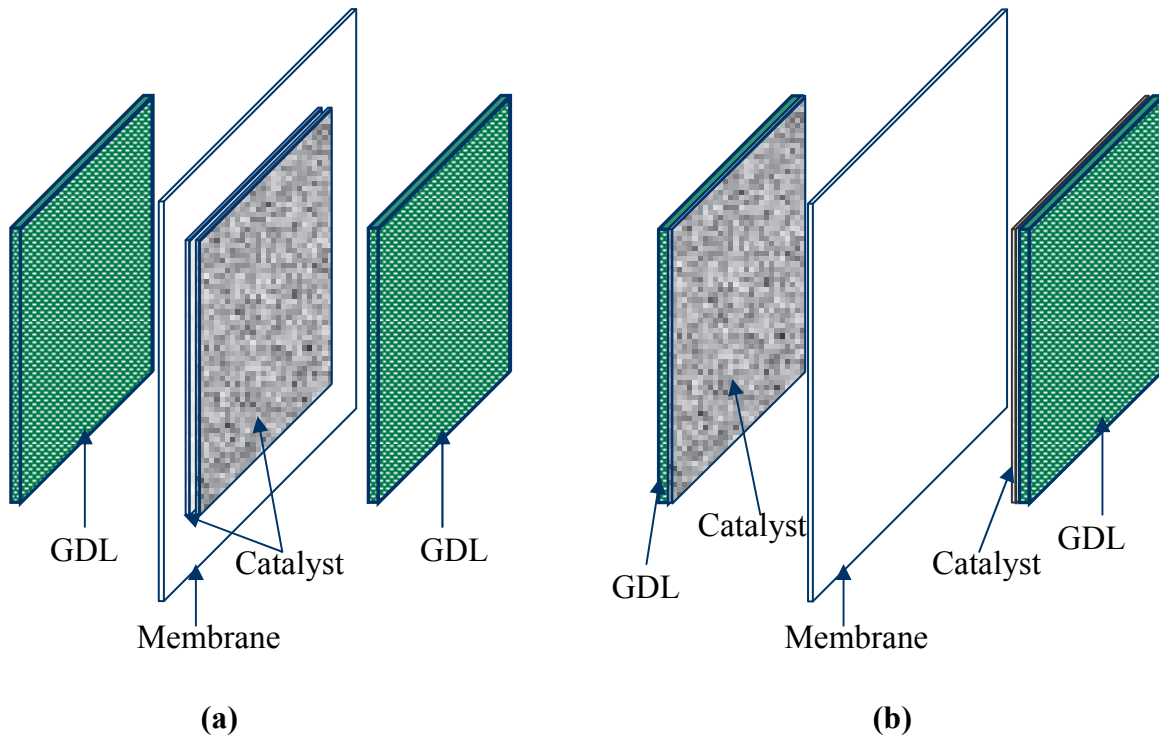 GDL
Catalyst
GDL
Membrane
(a)
Catalyst
GDL
Catalyst
GDL
Membrane
(b)